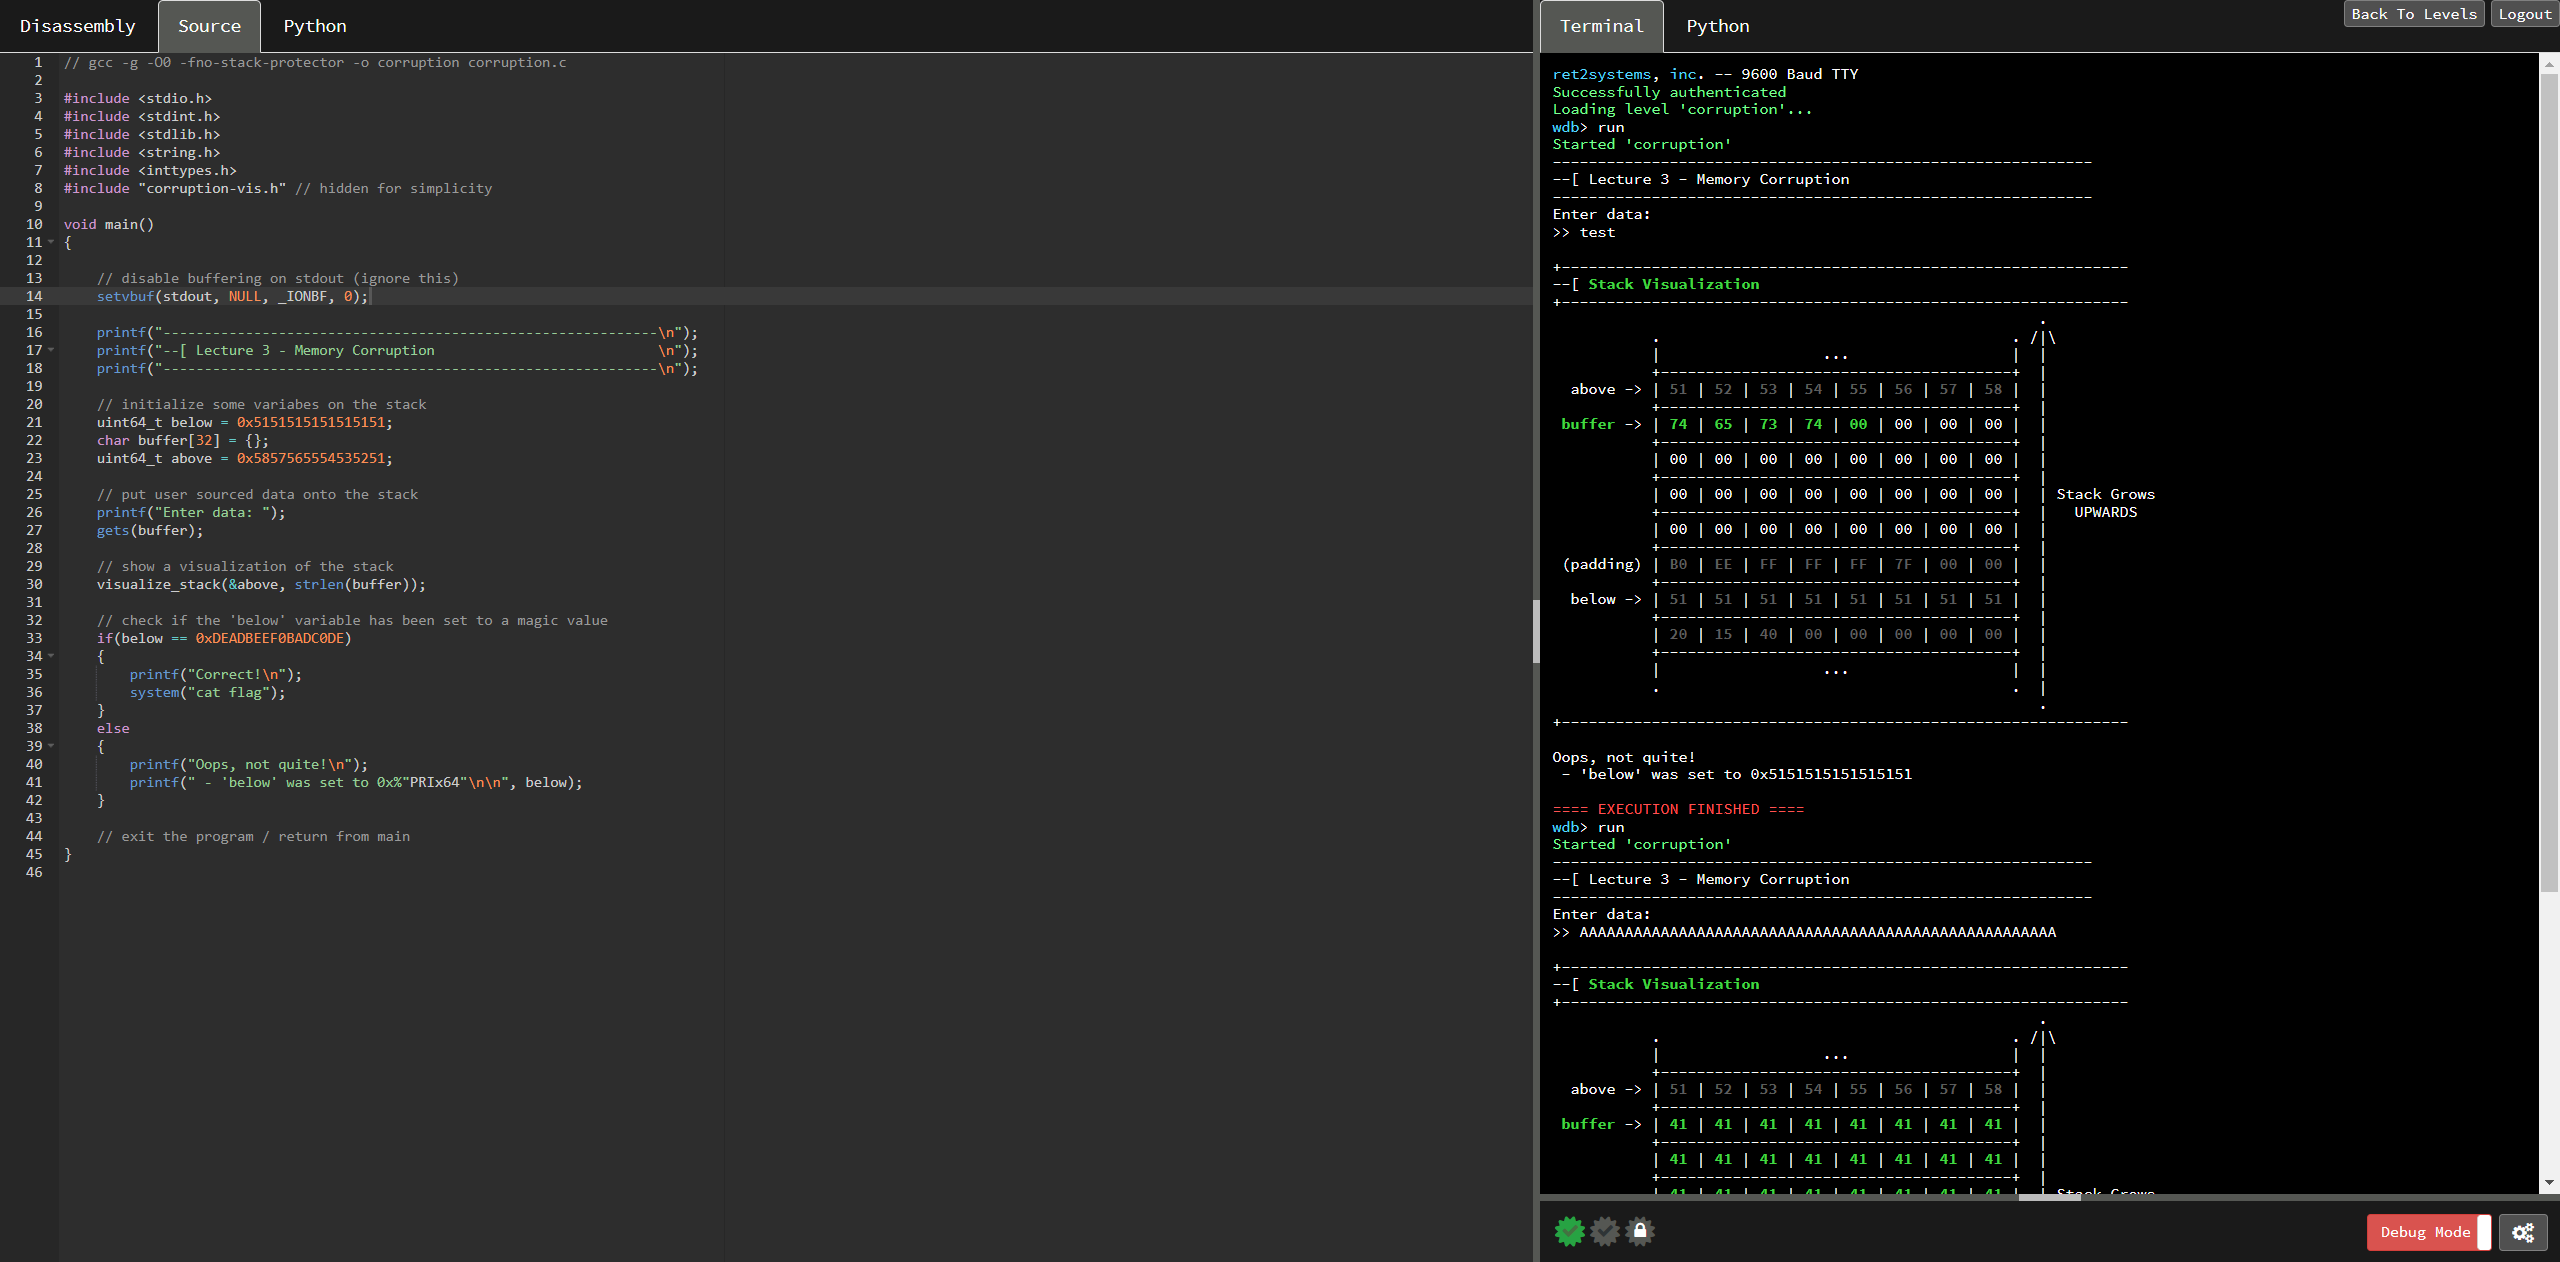 Disassembly Source Python
1 // gcc -g -O0 -fno-stack-protector -o corruption corruption.c
2
3 #include <stdio.h>
4 #include <stdint.h>
5 #include <stdlib.h>
6 #include <string.h>
7 #include <inttypes.h>
8 #include "corruption-vis.h" // hidden for simplicity
9
10 void main()
11 {
12
13     // disable buffering on stdout (ignore this)
14     setvbuf(stdout, NULL, _IONBF, 0);
15
16     printf("------------------------------------------------------------\n");
17     printf("--[ Lecture 3 - Memory Corruption                           \n");
18     printf("------------------------------------------------------------\n");
19
20     // initialize some variabes on the stack
21     uint64_t below = 0x5151515151515151;
22     char buffer[32] = {};
23     uint64_t above = 0x5857565554535251;
24
25     // put user sourced data onto the stack
26     printf("Enter data: ");
27     gets(buffer);
28
29     // show a visualization of the stack
30     visualize_stack(&above, strlen(buffer));
31
32     // check if the 'below' variable has been set to a magic value
33     if(below == 0xDEADBEEF0BADC0DE)
34     {
35         printf("Correct!\n");
36         system("cat flag");
37     }
38     else
39     {
40         printf("Oops, not quite!\n");
41         printf(" - 'below' was set to 0x%"PRIx64"\n\n", below);
42     }
43
44     // exit the program / return from main
45 }
46
Terminal Python Back To Levels Logout
ret2systems, inc. -- 9600 Baud TTY
Successfully authenticated
Loading level 'corruption'...
wdb> run
Started 'corruption'
------------------------------------------------------------
--[ Lecture 3 - Memory Corruption
------------------------------------------------------------
Enter data:
>> test
+---------------------------------------------------------------
--[ Stack Visualization
+---------------------------------------------------------------
.
. . /|\
| ... | |
+---------------------------------------+ |
above -> | 51 | 52 | 53 | 54 | 55 | 56 | 57 | 58 | |
+---------------------------------------+ |
buffer -> | 74 | 65 | 73 | 74 | 00 | 00 | 00 | 00 | |
+---------------------------------------+ |
| 00 | 00 | 00 | 00 | 00 | 00 | 00 | 00 | |
+---------------------------------------+ |
| 00 | 00 | 00 | 00 | 00 | 00 | 00 | 00 | | Stack Grows
+---------------------------------------+ | UPWARDS
| 00 | 00 | 00 | 00 | 00 | 00 | 00 | 00 | |
+---------------------------------------+ |
(padding) | B0 | EE | FF | FF | FF | 7F | 00 | 00 | |
+---------------------------------------+ |
below -> | 51 | 51 | 51 | 51 | 51 | 51 | 51 | 51 | |
+---------------------------------------+ |
| 20 | 15 | 40 | 00 | 00 | 00 | 00 | 00 | |
+---------------------------------------+ |
| ... | |
. . |
.
+---------------------------------------------------------------
Oops, not quite!
- 'below' was set to 0x5151515151515151
==== EXECUTION FINISHED ====
wdb> run
Started 'corruption'
------------------------------------------------------------
--[ Lecture 3 - Memory Corruption
------------------------------------------------------------
Enter data:
>> AAAAAAAAAAAAAAAAAAAAAAAAAAAAAAAAAAAAAAAAAAAAAAAAAAAAA
+---------------------------------------------------------------
--[ Stack Visualization
+---------------------------------------------------------------
.
. . /|\
| ... | |
+---------------------------------------+ |
above -> | 51 | 52 | 53 | 54 | 55 | 56 | 57 | 58 | |
+---------------------------------------+ |
buffer -> | 41 | 41 | 41 | 41 | 41 | 41 | 41 | 41 | |
+---------------------------------------+ |
| 41 | 41 | 41 | 41 | 41 | 41 | 41 | 41 | |
+---------------------------------------+ |
| 41 | 41 | 41 | 41 | 41 | 41 | 41 | 41 | | Stack Grows
Debug Mode